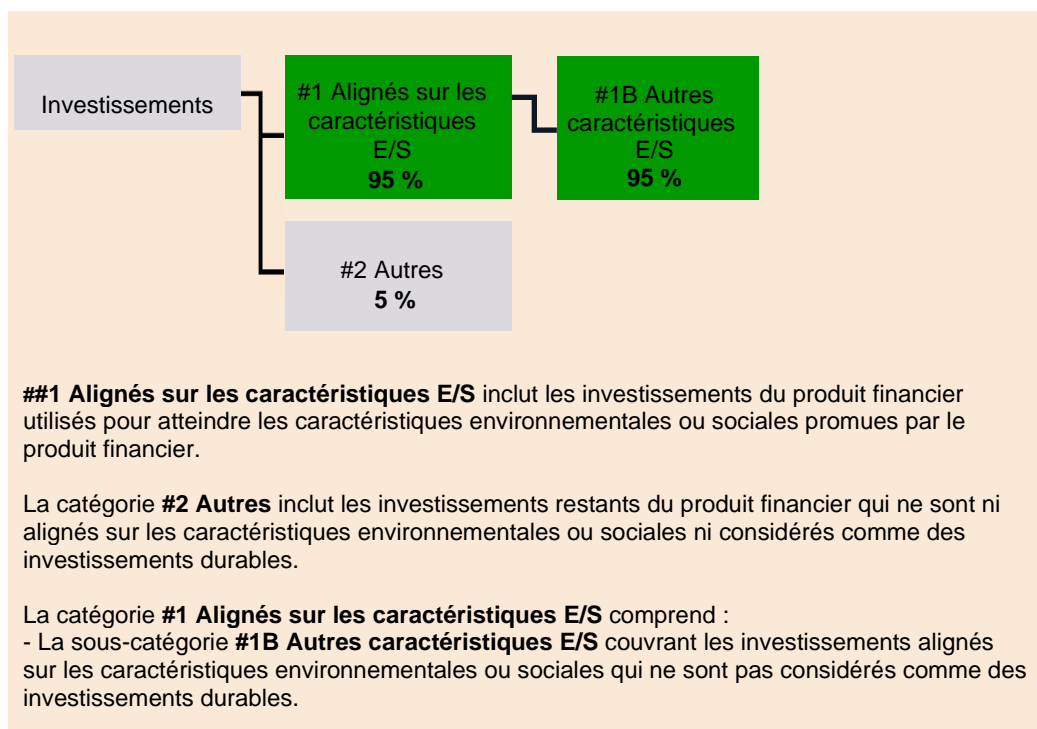 Investissements
#1 Alignés sur les
caractéristiques
E/S
95 %
#1B Autres
caractéristiques
E/S
95 %
#2 Autres
5 %
##1 Alignés sur les caractéristiques E/S inclut les investissements du produit financier
utilisés pour atteindre les caractéristiques environnementales ou sociales promues par le
produit financier.
La catégorie #2 Autres inclut les investissements restants du produit financier qui ne sont ni
alignés sur les caractéristiques environnementales ou sociales ni considérés comme des
investissements durables.
La catégorie #1 Alignés sur les caractéristiques E/S comprend :
- La sous-catégorie #1B Autres caractéristiques E/S couvrant les investissements alignés
sur les caractéristiques environnementales ou sociales qui ne sont pas considérés comme des
investissements durables.